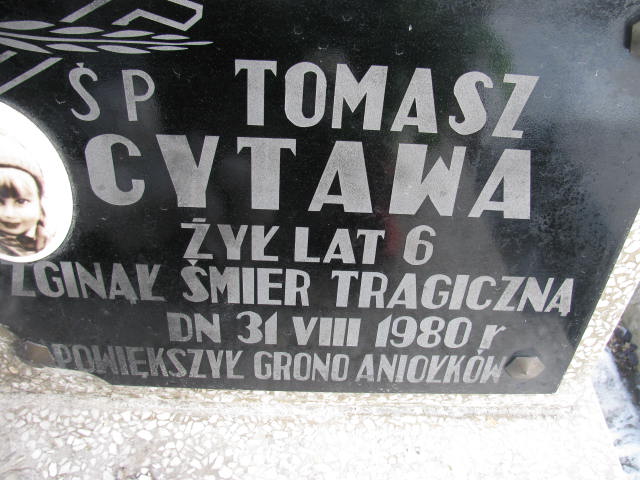 ŚP TOMASZ
CYTAWA
ŻYŁ LAT 6
ZGINĄŁ ŚMIER TRAGICZNĄ
DN 31 VIII 1980 r
POWIĘKSZYŁ GRONO ANIOŁKÓW